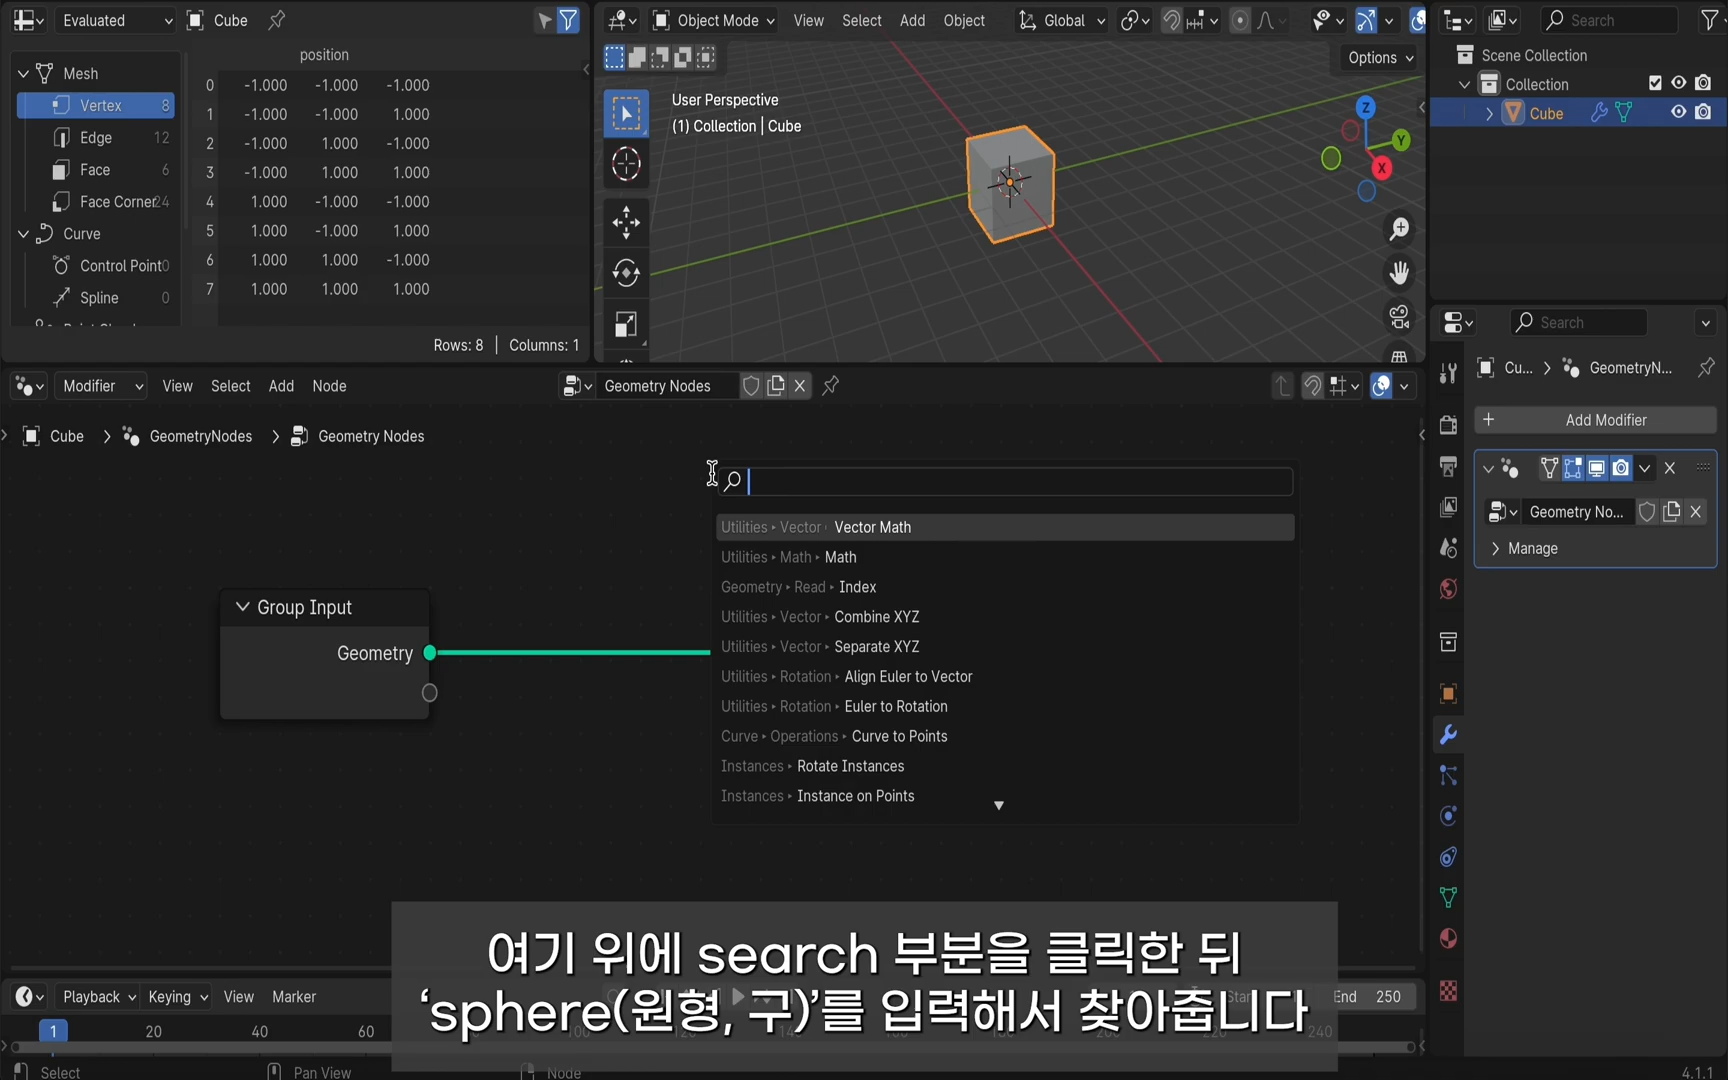 Evaluated
Cube
position
Mesh
Vertex 8
Edge 12
Face 6
Face Corner 24
Curve
Control Point 0
Spline 0
0 -1.000 -1.000 -1.000
1 -1.000 -1.000 1.000
2 -1.000 1.000 -1.000
3 -1.000 1.000 1.000
4 1.000 -1.000 -1.000
5 1.000 -1.000 1.000
6 1.000 1.000 -1.000
7 1.000 1.000 1.000
Rows: 8 | Columns: 1
Object Mode View Select Add Object Global
Options
User Perspective
(1) Collection | Cube
Z
Y
X
Search
Scene Collection
Collection
Cube
Search
Cu... > GeometryN...
+ Add Modifier
Geometry No...
Manage
Modifier View Select Add Node
Geometry Nodes
Cube > GeometryNodes > Geometry Nodes
Group Input
Geometry
Utilities ▸ Vector ▸ Vector Math
Utilities ▸ Math ▸ Math
Geometry ▸ Read ▸ Index
Utilities ▸ Vector ▸ Combine XYZ
Utilities ▸ Vector ▸ Separate XYZ
Utilities ▸ Rotation ▸ Align Euler to Vector
Utilities ▸ Rotation ▸ Euler to Rotation
Curve ▸ Operations ▸ Curve to Points
Instances ▸ Rotate Instances
Instances ▸ Instance on Points
여기 위에 search 부분을 클릭한 뒤
‘sphere(원형, 구)’를 입력해서 찾아줍니다
Playback Keying View Marker
End 250
1 20 40 60 240
Select Pan View Node
4.1.1